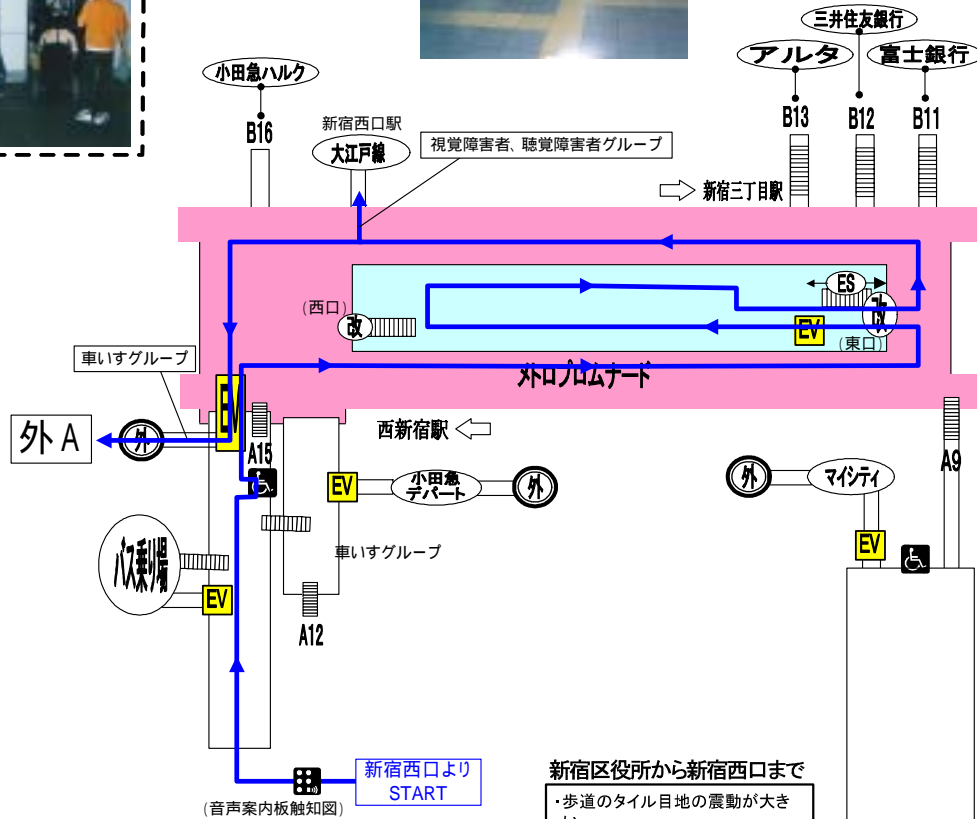 三井住友銀行
アルタ
富士銀行
小田急ハルク
B13
B12
B11
B16
新宿西口駅
大江戸線
視覚障害者、聴覚障害者グループ
新宿三丁目駅
ES
(西口)
改
改
EV
(東口)
車いすグループ
メトロプロムナード
EV
外 A
外
A15
西新宿駅
A9
EV
小田急
デパート
外
外
マイシティ
バス乗り場
車いすグループ
EV
EV
A12
新宿西口より
START
(音声案内板触知図)
新宿区役所から新宿西口まで
・歩道のタイル目地の震動が大き